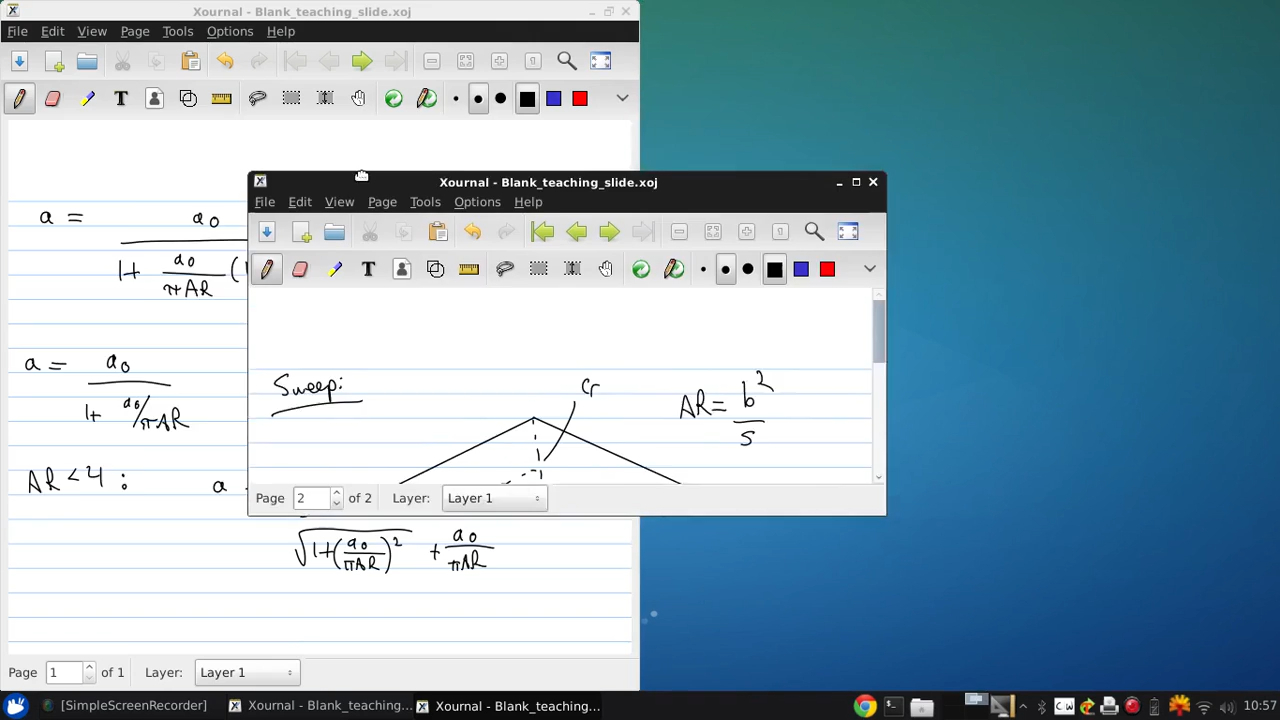 Xournal - Blank_teaching_slide.xoj
File Edit View Page Tools Options Help
a = a₀
1+ a₀/πAR (
a = a₀
1+ a₀/πAR
AR < 4 : a
√1+(a₀/πAR)² + a₀/πAR
Page 1 of 1 Layer: Layer 1
Xournal - Blank_teaching_slide.xoj
File Edit View Page Tools Options Help
Sweep:
Cr
AR = b²
s
Page 2 of 2 Layer: Layer 1
[SimpleScreenRecorder] Xournal - Blank_teaching... Xournal - Blank_teaching... CW 10:57